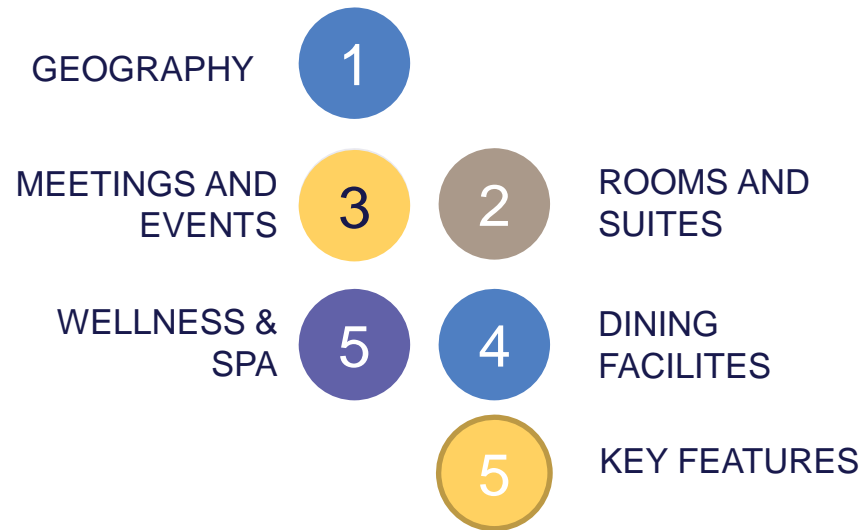 GEOGRAPHY 1
MEETINGS AND
EVENTS
3
2
ROOMS AND
SUITES
WELLNESS &
SPA
5
4
DINING
FACILITES
5
KEY FEATURES